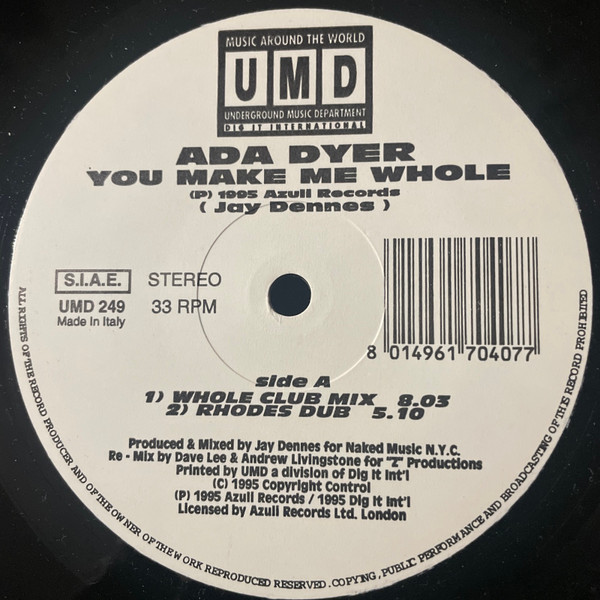 MUSIC AROUND THE WORLD
UMD
UNDERGROUND MUSIC DEPARTMENT
DIG IT INTERNATIONAL
ADA DYER
YOU MAKE ME WHOLE
(P) 1995 Azuli Records
( Jay Dennes )
S.I.A.E. STEREO
UMD 249 33 RPM
Made in Italy
8 014961 704077
side A
1) WHOLE CLUB MIX 8.03
2) RHODES DUB 5.10
Produced & Mixed by Jay Dennes for Naked Music N.Y.C.
Re - Mix by Dave Lee & Andrew Livingstone for "Z" Productions
Printed by UMD a division of Dig It Int'l
(C) 1995 Copyright Control
(P) 1995 Azuli Records / 1995 Dig It Int'l
Licensed by Azuli Records Ltd. London
ALL RIGHTS OF THE RECORD PRODUCER AND OF THE OWNER OF THE WORK REPRODUCED RESERVED. COPYING, PUBLIC PERFORMANCE AND BROADCASTING OF THIS RECORD PROHIBITED